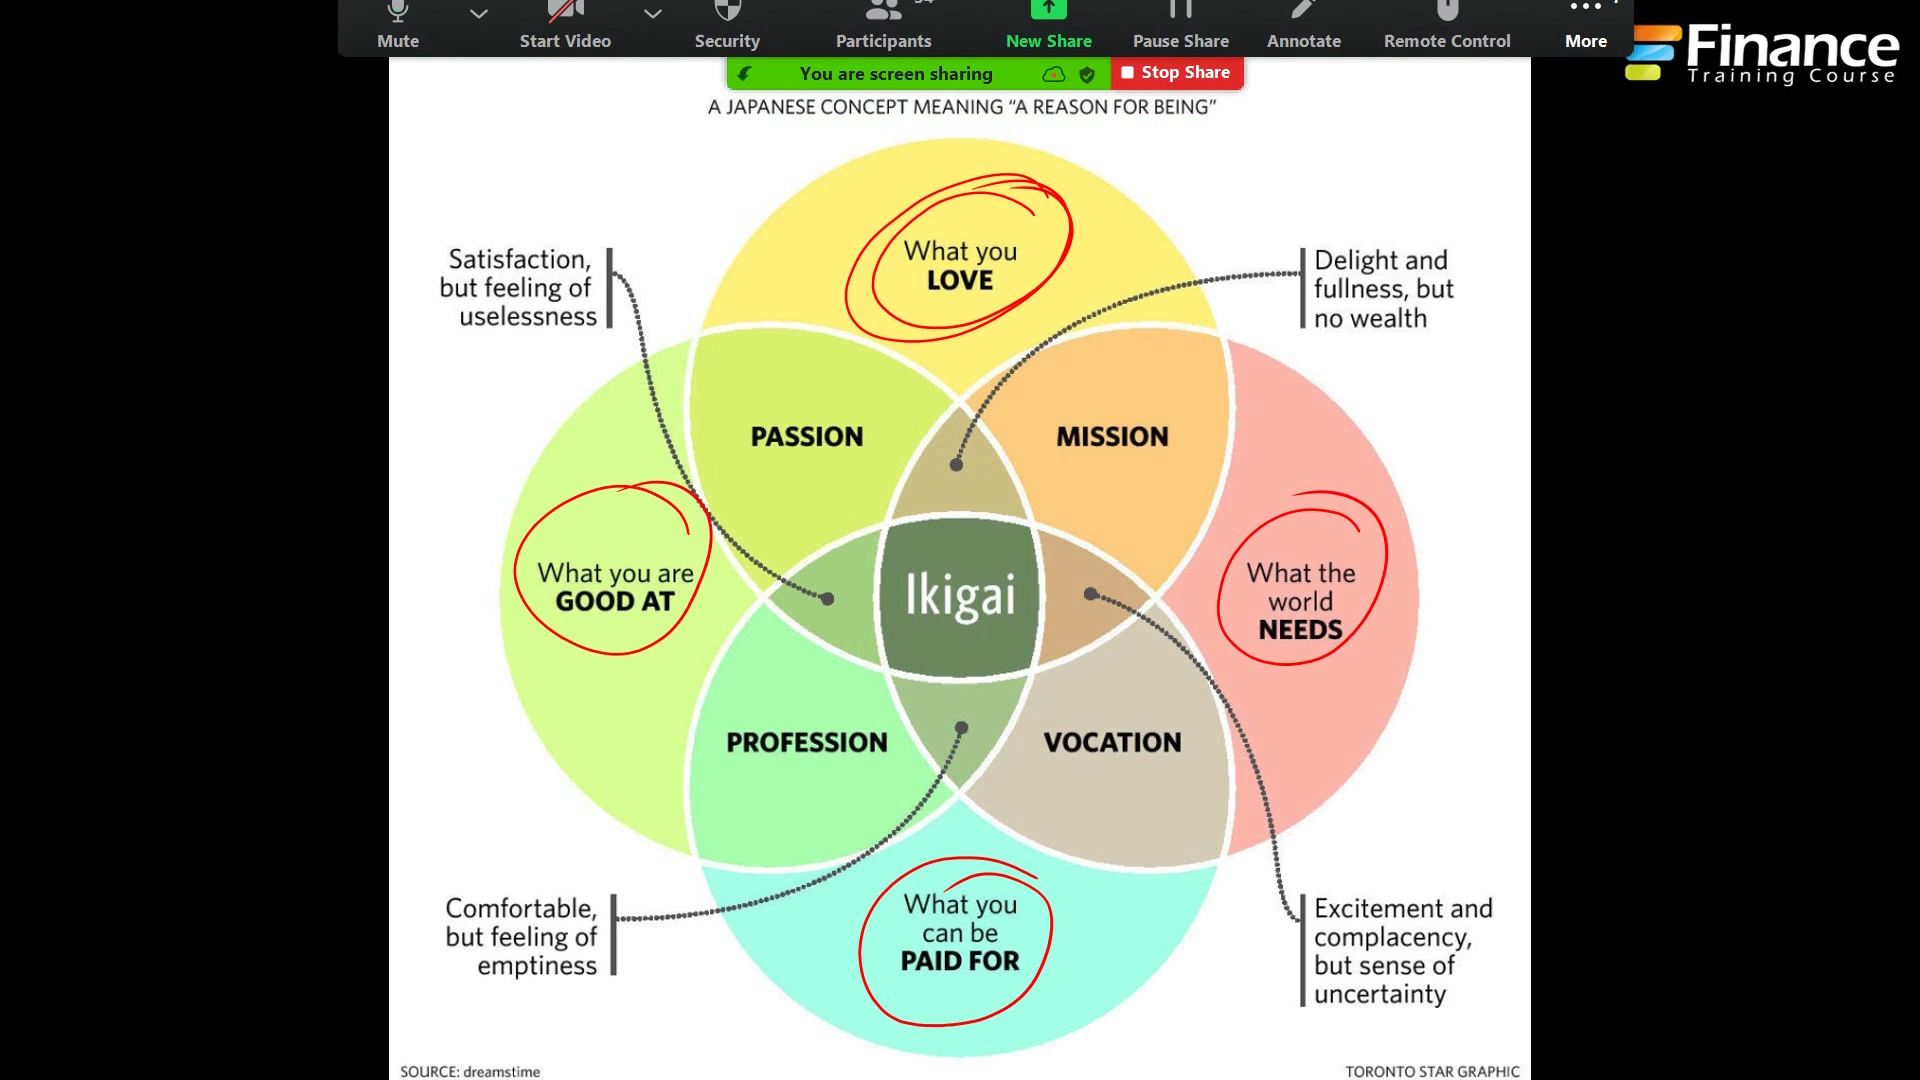 Mute
Start Video
Security
Participants
New Share
Pause Share
Annotate
Remote Control
More
Finance
Training Course
You are screen sharing
Stop Share
A JAPANESE CONCEPT MEANING “A REASON FOR BEING”
What you
LOVE
Satisfaction,
but feeling of
uselessness
Delight and
fullness, but
no wealth
PASSION
MISSION
What you are
GOOD AT
Ikigai
What the
world
NEEDS
PROFESSION
VOCATION
What you
can be
PAID FOR
Comfortable,
but feeling of
emptiness
Excitement and
complacency,
but sense of
uncertainty
SOURCE: dreamstime
TORONTO STAR GRAPHIC